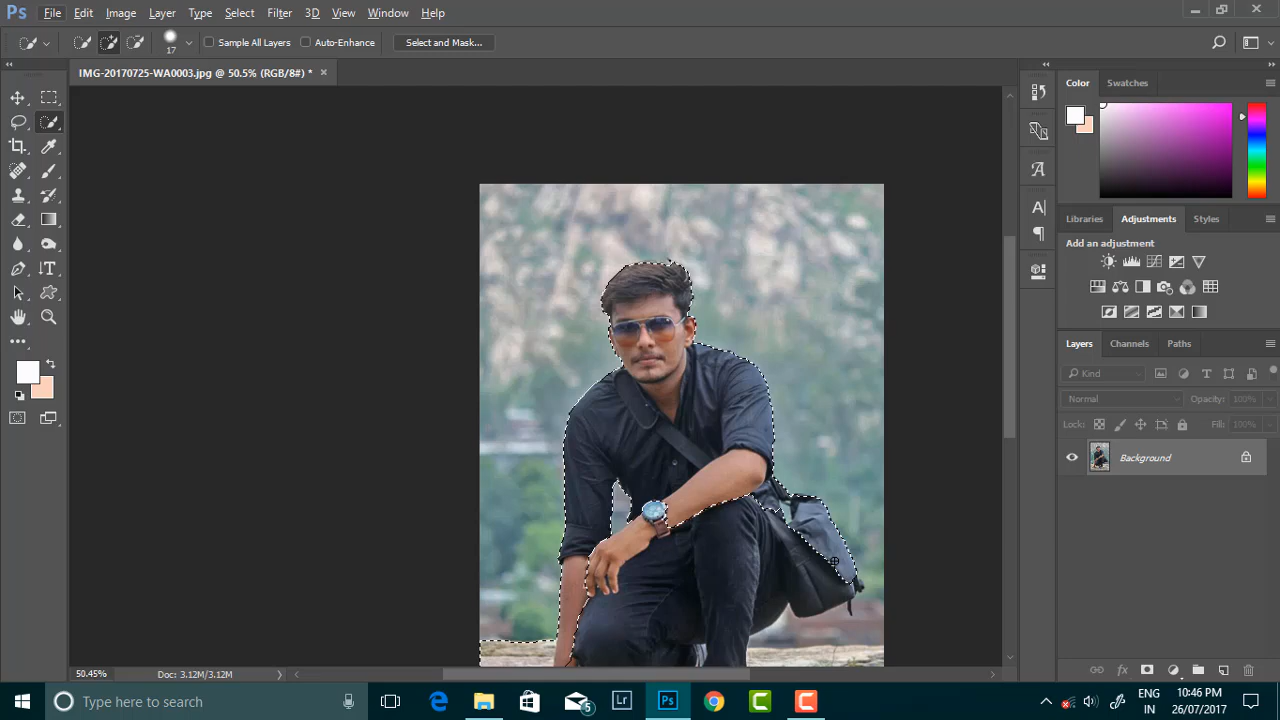 Ps File Edit Image Layer Type Select Filter 3D View Window Help
17 Sample All Layers Auto-Enhance Select and Mask...
IMG-20170725-WA0003.jpg @ 50.5% (RGB/8#) *
Color Swatches
Libraries Adjustments Styles
Add an adjustment
Layers Channels Paths
Kind
Normal Opacity: 100%
Lock: Fill: 100%
Background
50.45% Doc: 3.12M/3.12M
Type here to search
5
Lr
Ps
ENG
IN
10:46 PM
26/07/2017